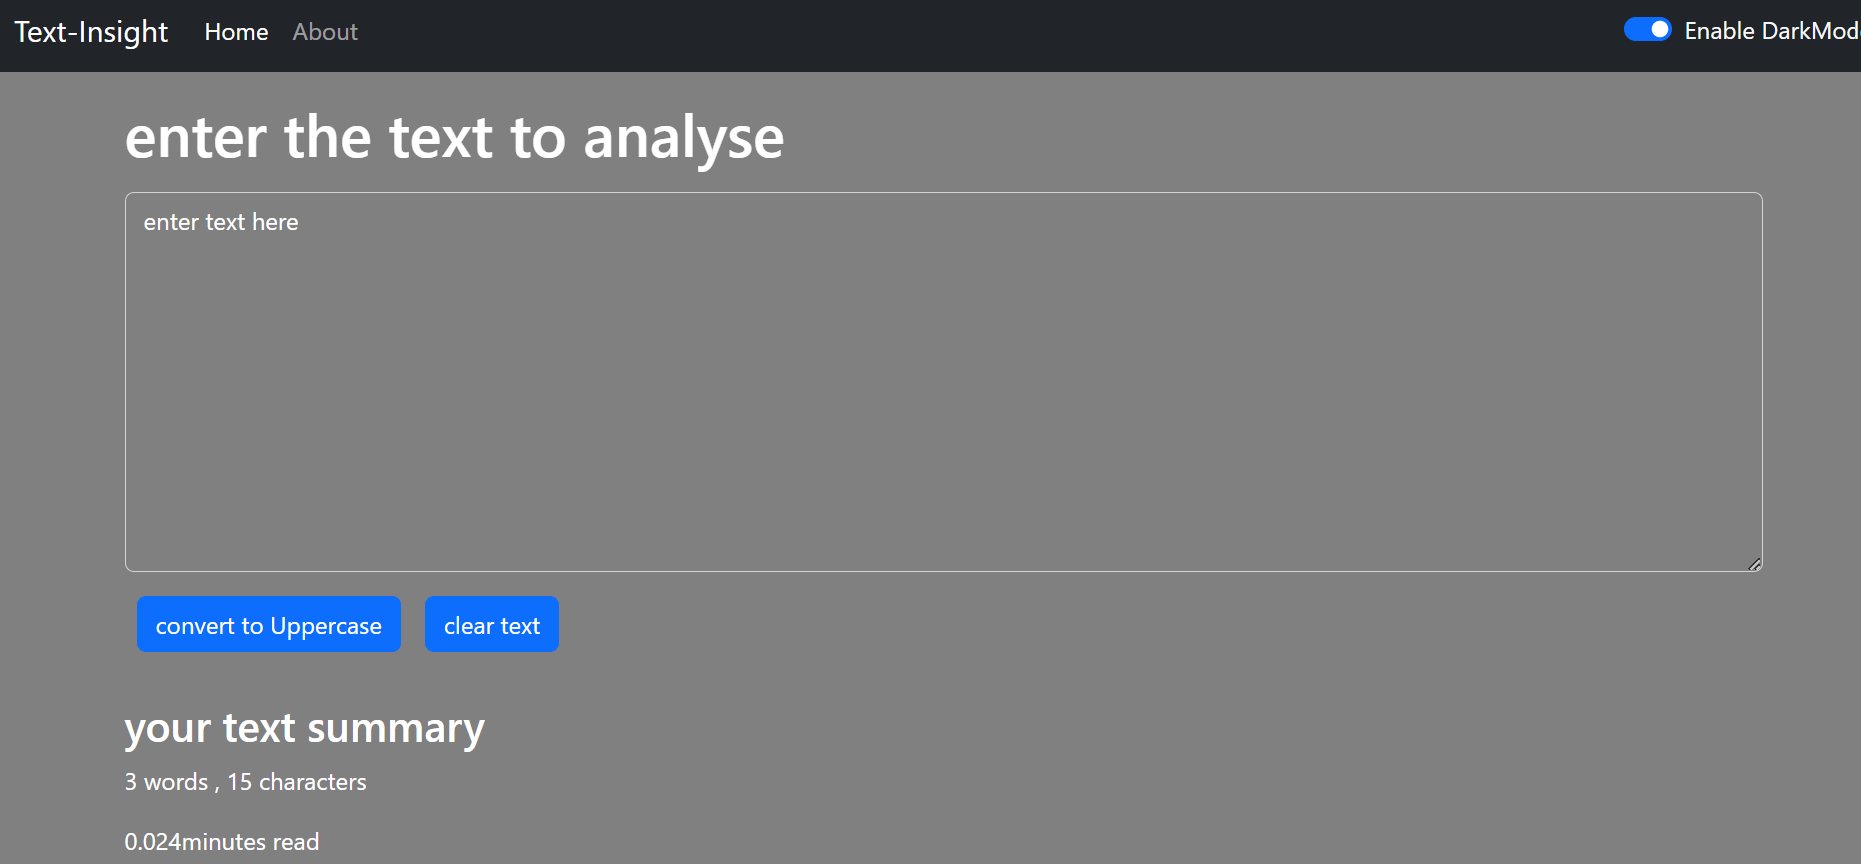 Text-Insight Home About Enable DarkMod
enter the text to analyse
enter text here
convert to Uppercase clear text
your text summary
3 words , 15 characters
0.024minutes read